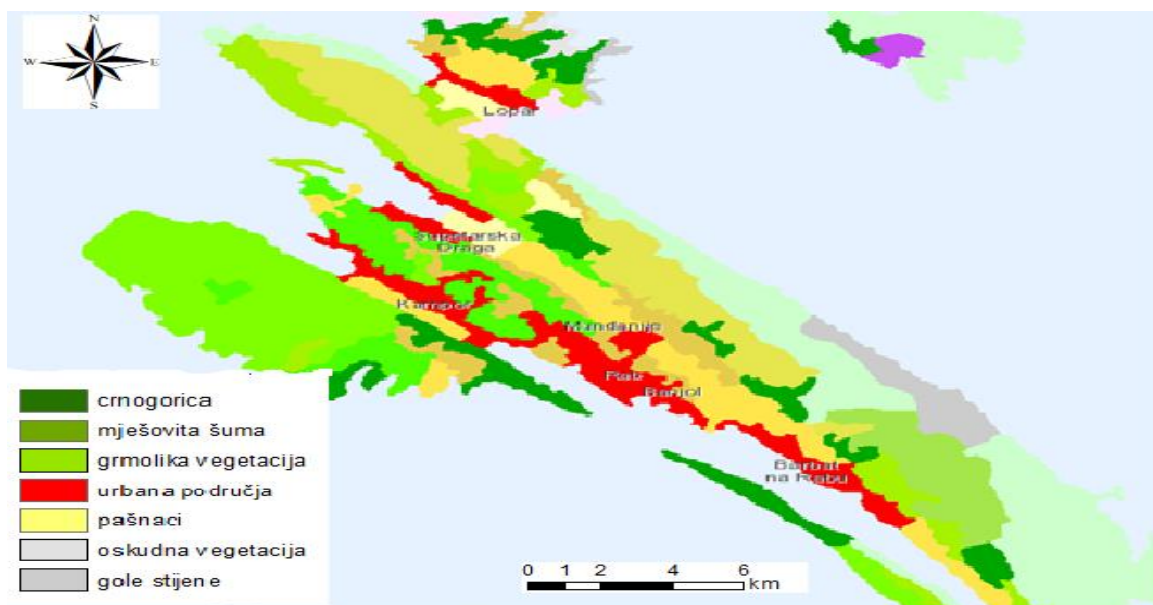 N
W
E
S
Lopar
Supetarska
Draga
Kampor
Mundanije
Rab
Banjol
Barbat
na Rabu
crnogorica
mješovita šuma
grmolika vegetacija
urbana područja
pašnaci
oskudna vegetacija
gole stijene
0 1 2 4 6
km